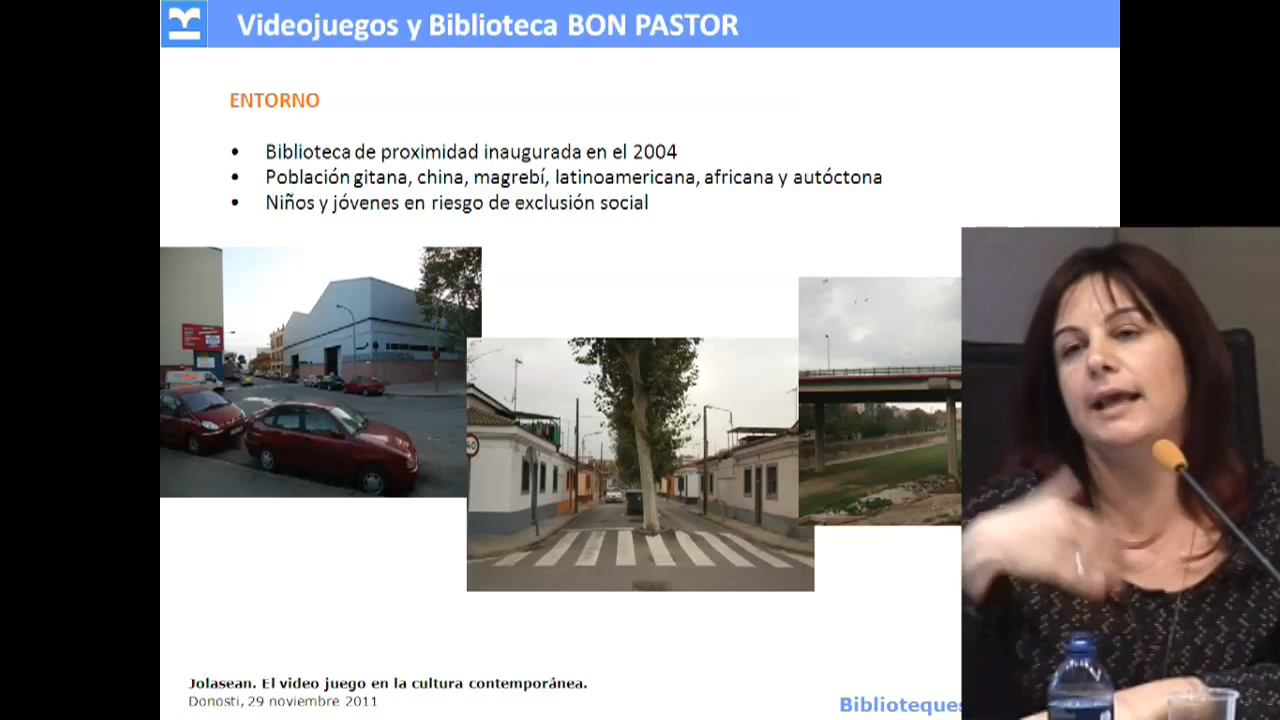 Videojuegos y Biblioteca BON PASTOR
ENTORNO
• Biblioteca de proximidad inaugurada en el 2004
• Población gitana, china, magrebí, latinoamericana, africana y autóctona
• Niños y jóvenes en riesgo de exclusión social
Jolasean. El video juego en la cultura contemporánea.
Donosti, 29 noviembre 2011
Biblioteques